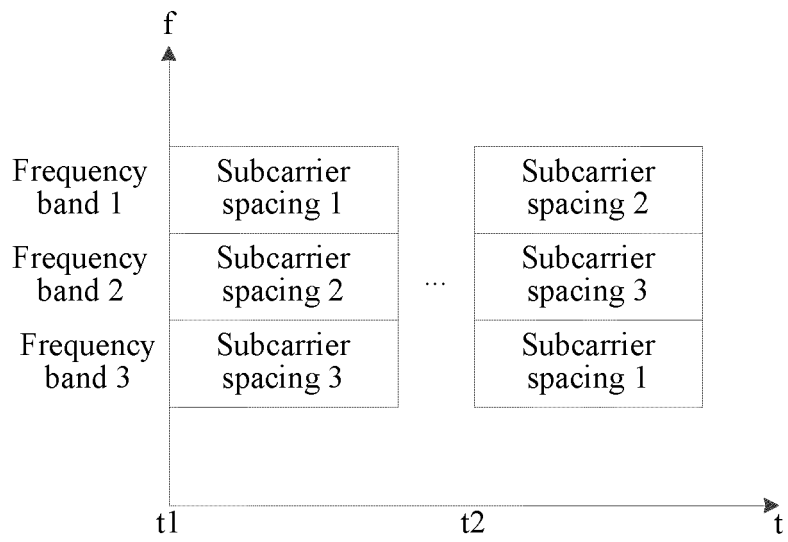 f
Frequency
band 1
Subcarrier
spacing 1
Subcarrier
spacing 2
Frequency
band 2
Subcarrier
spacing 2
...
Subcarrier
spacing 3
Frequency
band 3
Subcarrier
spacing 3
Subcarrier
spacing 1
t1
t2
t